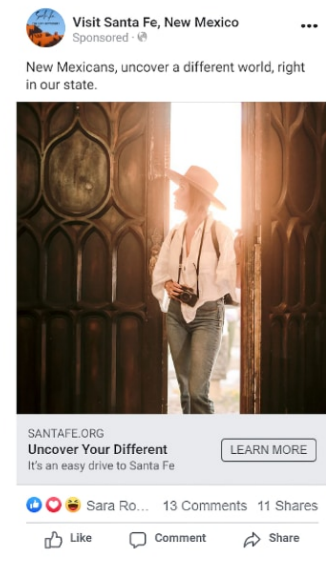 Visit Santa Fe, New Mexico
Sponsored ·
New Mexicans, uncover a different world, right
in our state.
SANTAFE.ORG
Uncover Your Different
It's an easy drive to Santa Fe
LEARN MORE
Sara Ro... 13 Comments 11 Shares
Like Comment Share